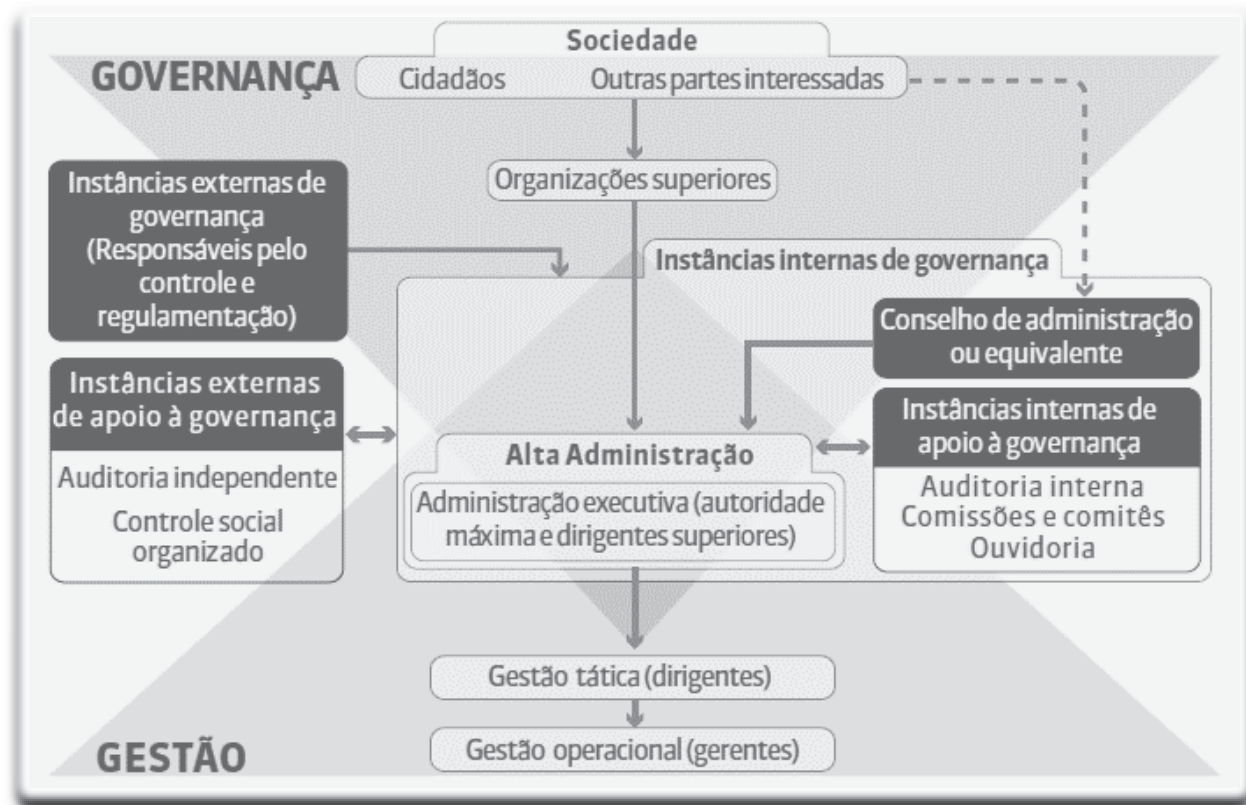 Sociedade
GOVERNANÇA
Cidadãos
Outras partes interessadas
Organizações superiores
Instâncias externas de
governança
(Responsáveis pelo
controle e
regulamentação)
Instâncias internas de governança
Conselho de administração
ou equivalente
Instâncias externas
de apoio à governança
Auditoria independente
Controle social
organizado
Alta Administração
Administração executiva (autoridade
máxima e dirigentes superiores)
Instâncias internas de
apoio à governança
Auditoria interna
Comissões e comitês
Ouvidoria
Gestão tática (dirigentes)
Gestão operacional (gerentes)
GESTÃO